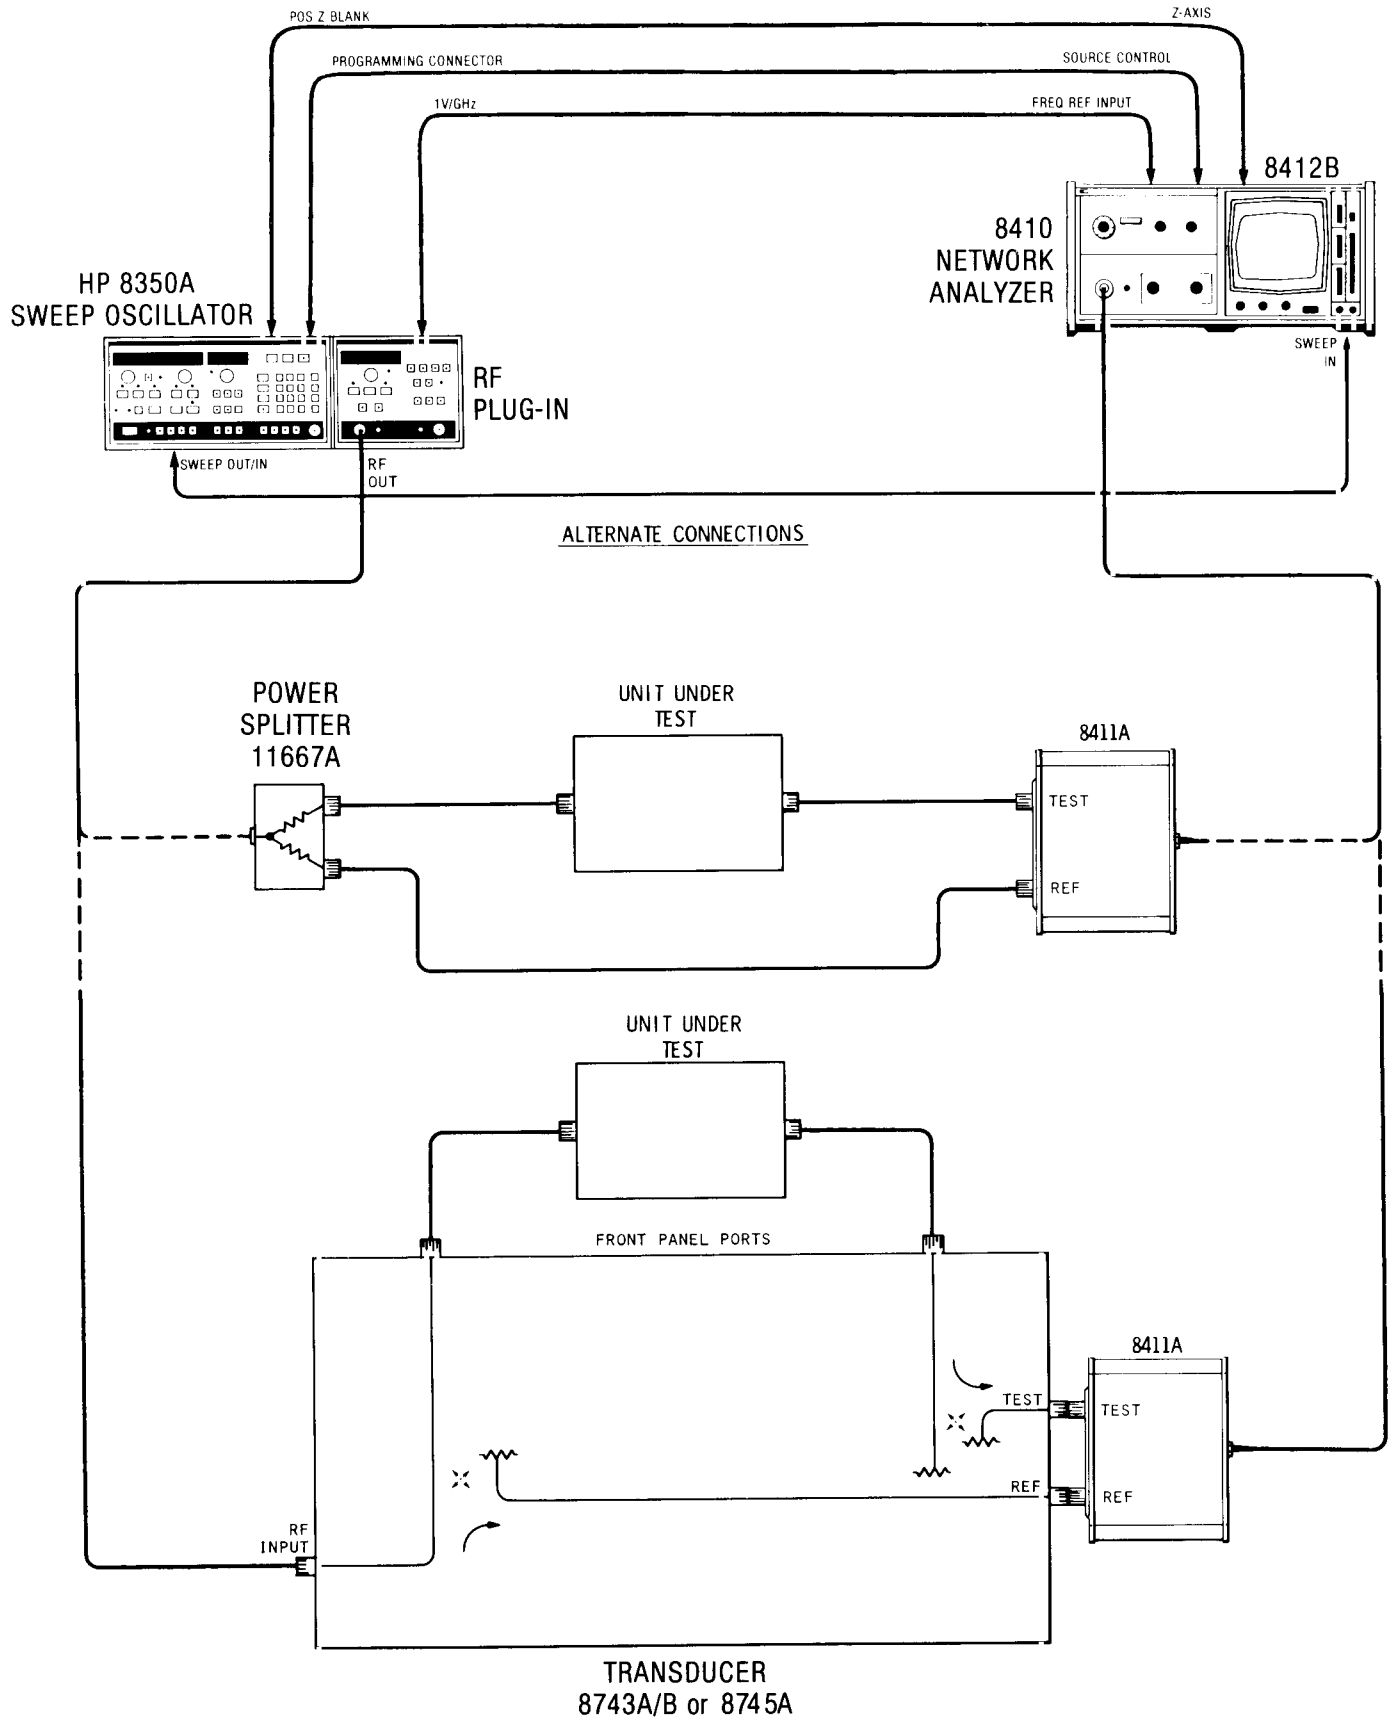 POS Z BLANK
Z-AXIS
PROGRAMMING CONNECTOR
SOURCE CONTROL
1V/GHz
FREQ REF INPUT
8412B
8410
NETWORK
ANALYZER
HP 8350A
SWEEP OSCILLATOR
RF
PLUG-IN
SWEEP
IN
SWEEP OUT/IN
RF
OUT
ALTERNATE CONNECTIONS
POWER
SPLITTER
11667A
UNIT UNDER
TEST
8411A
TEST
REF
UNIT UNDER
TEST
FRONT PANEL PORTS
8411A
TEST
TEST
REF
REF
RF
INPUT
TRANSDUCER
8743A/B or 8745A